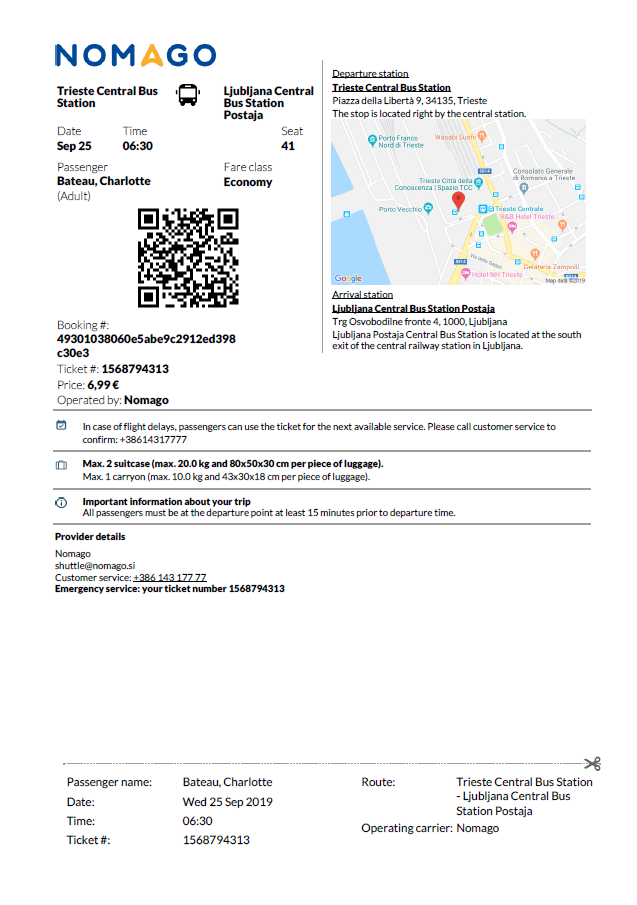 NOMAGO
Trieste Central Bus
Station
Ljubljana Central
Bus Station
Postaja
Date
Time
Seat
Sep 25
06:30
41
Passenger
Fare class
Bateau, Charlotte
Economy
(Adult)
Booking #:
49301038060e5abe9c2912ed398
c30e3
Ticket #: 1568794313
Price: 6,99 €
Operated by: Nomago
Departure station
Trieste Central Bus Station
Piazza della Libertà 9, 34135, Trieste
The stop is located right by the central station.
Porto Franco
Nord di Trieste
Wasabi Sushi
SS14
Trieste Città della
Conoscenza | Spazio TCC
Consolato Generale
di Romania a Trieste
Porto Vecchio
Trieste Centrale
B&B Hotel Trieste
Via della Geppa
SS14
SS14
Gelateria Zampolli
Hotel NH Trieste
Google
Map data ©2019
Arrival station
Ljubljana Central Bus Station Postaja
Trg Osvobodilne fronte 4, 1000, Ljubljana
Ljubljana Postaja Central Bus Station is located at the south
exit of the central railway station in Ljubljana.
In case of flight delays, passengers can use the ticket for the next available service. Please call customer service to
confirm: +38614317777
Max. 2 suitcase (max. 20.0 kg and 80x50x30 cm per piece of luggage).
Max. 1 carryon (max. 10.0 kg and 43x30x18 cm per piece of luggage).
Important information about your trip
All passengers must be at the departure point at least 15 minutes prior to departure time.
Provider details
Nomago
shuttle@nomago.si
Customer service: +386 143 177 77
Emergency service: your ticket number 1568794313
Passenger name:
Bateau, Charlotte
Route:
Trieste Central Bus Station
- Ljubljana Central Bus
Station Postaja
Date:
Wed 25 Sep 2019
Time:
06:30
Operating carrier: Nomago
Ticket #:
1568794313